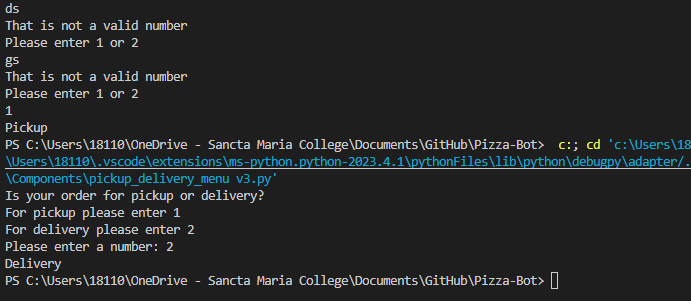 ds
That is not a valid number
Please enter 1 or 2
gs
That is not a valid number
Please enter 1 or 2
1
Pickup
PS C:\Users\18110\OneDrive - Sancta Maria College\Documents\GitHub\Pizza-Bot>  c:; cd 'c:\Users\18
\Users\18110\.vscode\extensions\ms-python.python-2023.4.1\pythonFiles\lib\python\debugpy\adapter/.
\Components\pickup_delivery_menu v3.py'
Is your order for pickup or delivery?
For pickup please enter 1
For delivery please enter 2
Please enter a number: 2
Delivery
PS C:\Users\18110\OneDrive - Sancta Maria College\Documents\GitHub\Pizza-Bot>